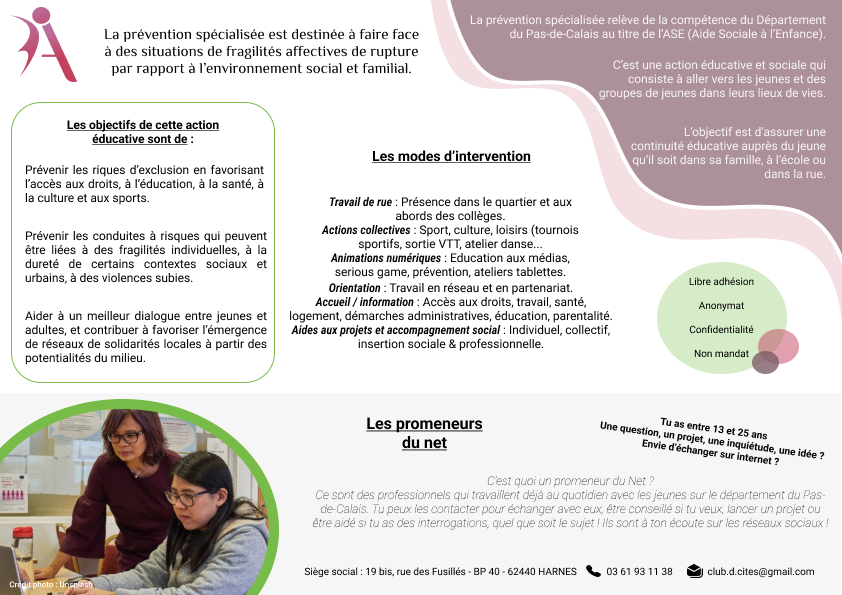 La prévention spécialisée est destinée à faire face
à des situations de fragilités affectives de rupture
par rapport à l'environnement social et familial.
La prévention spécialisée relève de la compétence du Département
du Pas-de-Calais au titre de l'ASE (Aide Sociale à l'Enfance).
C'est une action éducative et sociale qui
consiste à aller vers les jeunes et des
groupes de jeunes dans leurs lieux de vies.
L'objectif est d'assurer une
continuité éducative auprès du jeune
qu'il soit dans sa famille, à l'école ou
dans la rue.
Les objectifs de cette action
éducative sont de :
Prévenir les riques d'exclusion en favorisant
l'accès aux droits, à l'éducation, à la santé, à
la culture et aux sports.
Prévenir les conduites à risques qui peuvent
être liées à des fragilités individuelles, à la
dureté de certains contextes sociaux et
urbains, à des violences subies.
Aider à un meilleur dialogue entre jeunes et
adultes, et contribuer à favoriser l'émergence
de réseaux de solidarités locales à partir des
potentialités du milieu.
Les modes d'intervention
Travail de rue : Présence dans le quartier et aux
abords des collèges.
Actions collectives : Sport, culture, loisirs (tournois
sportifs, sortie VTT, atelier danse...
Animations numériques : Education aux médias,
serious game, prévention, ateliers tablettes.
Orientation : Travail en réseau et en partenariat.
Accueil / information : Accès aux droits, travail, santé,
logement, démarches administratives, éducation, parentalité.
Aides aux projets et accompagnement social : Individuel, collectif,
insertion sociale & professionnelle.
Libre adhésion
Anonymat
Confidentialité
Non mandat
Les promeneurs
du net
Tu as entre 13 et 25 ans
Une question, un projet, une inquiétude, une idée ?
Envie d'échanger sur internet ?
C'est quoi un promeneur du Net ?
Ce sont des professionnels qui travaillent déjà au quotidien avec les jeunes sur le département du Pas-
de-Calais. Tu peux les contacter pour échanger avec eux, être conseillé si tu veux, lancer un projet ou
être aidé si tu as des interrogations, quel que soit le sujet ! Ils sont à ton écoute sur les réseaux sociaux !
Siège social : 19 bis, rue des Fusillés - BP 40 - 62440 HARNES
03 61 93 11 38
club.d.cites@gmail.com
Crédit photo : Unsplash